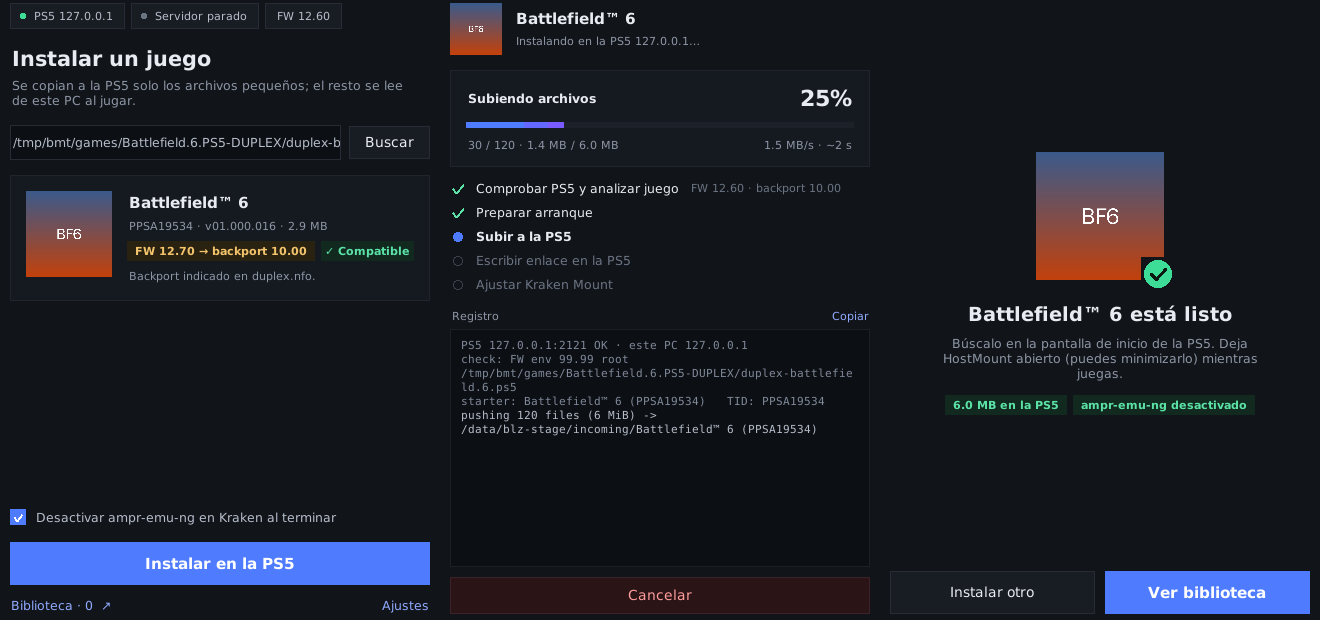 PS5 127.0.0.1
Servidor parado
FW 12.60
Instalar un juego
Se copian a la PS5 solo los archivos pequeños; el resto se lee
de este PC al jugar.
/tmp/bmt/games/Battlefield.6.PS5-DUPLEX/duplex-b
Buscar
BF6
Battlefield™ 6
PPSA19534 · v01.000.016 · 2.9 MB
FW 12.70 → backport 10.00
✓ Compatible
Backport indicado en duplex.nfo.
Desactivar ampr-emu-ng en Kraken al terminar
Instalar en la PS5
Biblioteca · 0 ↗
Ajustes
BF6
Battlefield™ 6
Instalando en la PS5 127.0.0.1...
Subiendo archivos
25%
30 / 120 · 1.4 MB / 6.0 MB
1.5 MB/s · ~2 s
Comprobar PS5 y analizar juego FW 12.60 · backport 10.00
Preparar arranque
Subir a la PS5
Escribir enlace en la PS5
Ajustar Kraken Mount
Registro
Copiar
PS5 127.0.0.1:2121 OK · este PC 127.0.0.1
check: FW env 99.99 root
/tmp/bmt/games/Battlefield.6.PS5-DUPLEX/duplex-battlefie
ld.6.ps5
starter: Battlefield™ 6 (PPSA19534) TID: PPSA19534
pushing 120 files (6 MiB) ->
/data/blz-stage/incoming/Battlefield™ 6 (PPSA19534)
Cancelar
BF6
Battlefield™ 6 está listo
Búscalo en la pantalla de inicio de la PS5. Deja
HostMount abierto (puedes minimizarlo) mientras
juegas.
6.0 MB en la PS5
ampr-emu-ng desactivado
Instalar otro
Ver biblioteca